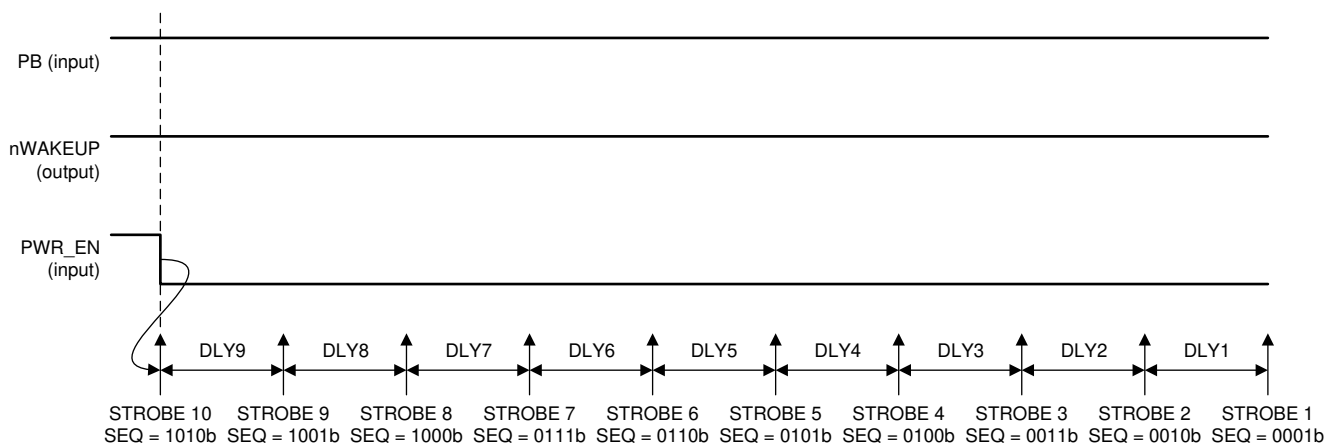 PB (input)
nWAKEUP
(output)
PWR_EN
(input)
DLY9 DLY8 DLY7 DLY6 DLY5 DLY4 DLY3 DLY2 DLY1
STROBE 10 STROBE 9 STROBE 8 STROBE 7 STROBE 6 STROBE 5 STROBE 4 STROBE 3 STROBE 2 STROBE 1
SEQ = 1010b SEQ = 1001b SEQ = 1000b SEQ = 0111b SEQ = 0110b SEQ = 0101b SEQ = 0100b SEQ = 0011b SEQ = 0010b SEQ = 0001b